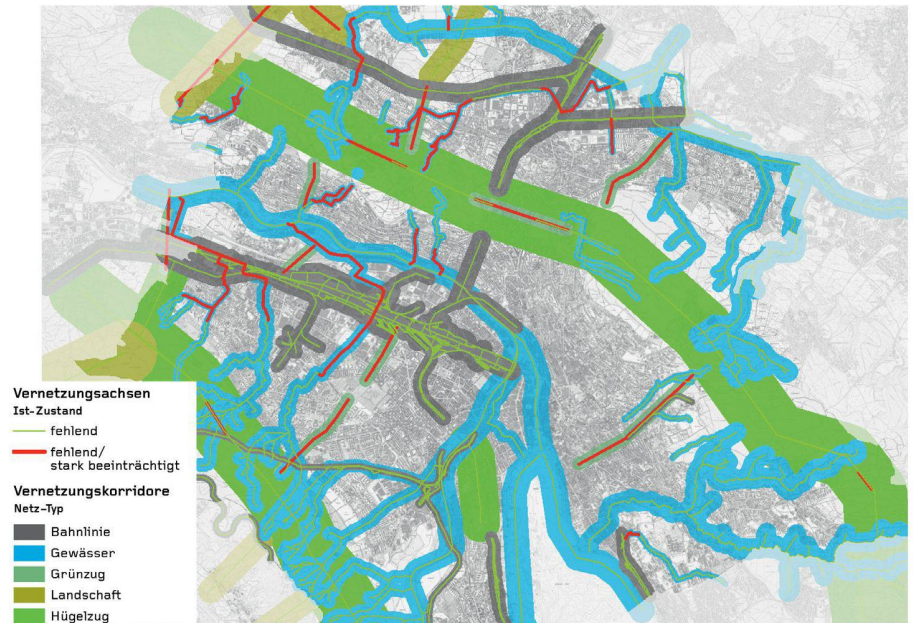 Vernetzungsachsen
Ist-Zustand
fehlend
fehlend/
stark beeinträchtigt
Vernetzungskorridore
Netz-Typ
Bahnlinie
Gewässer
Grünzug
Landschaft
Hügelzug